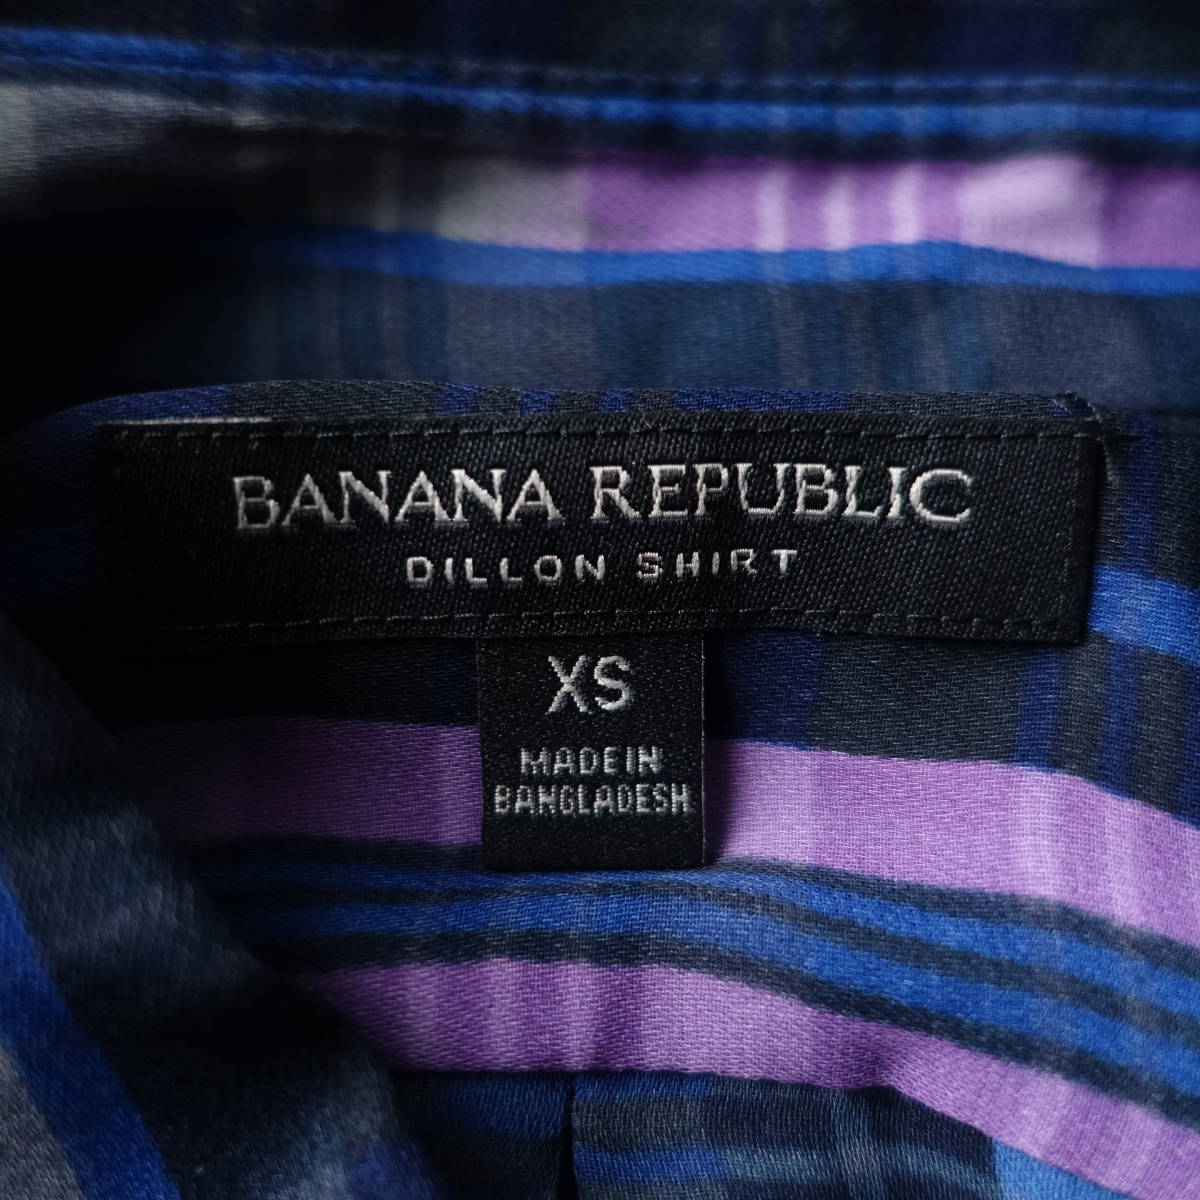 BANANA REPUBLIC
DILLON SHIRT
XS
MADE IN
BANGLADESH